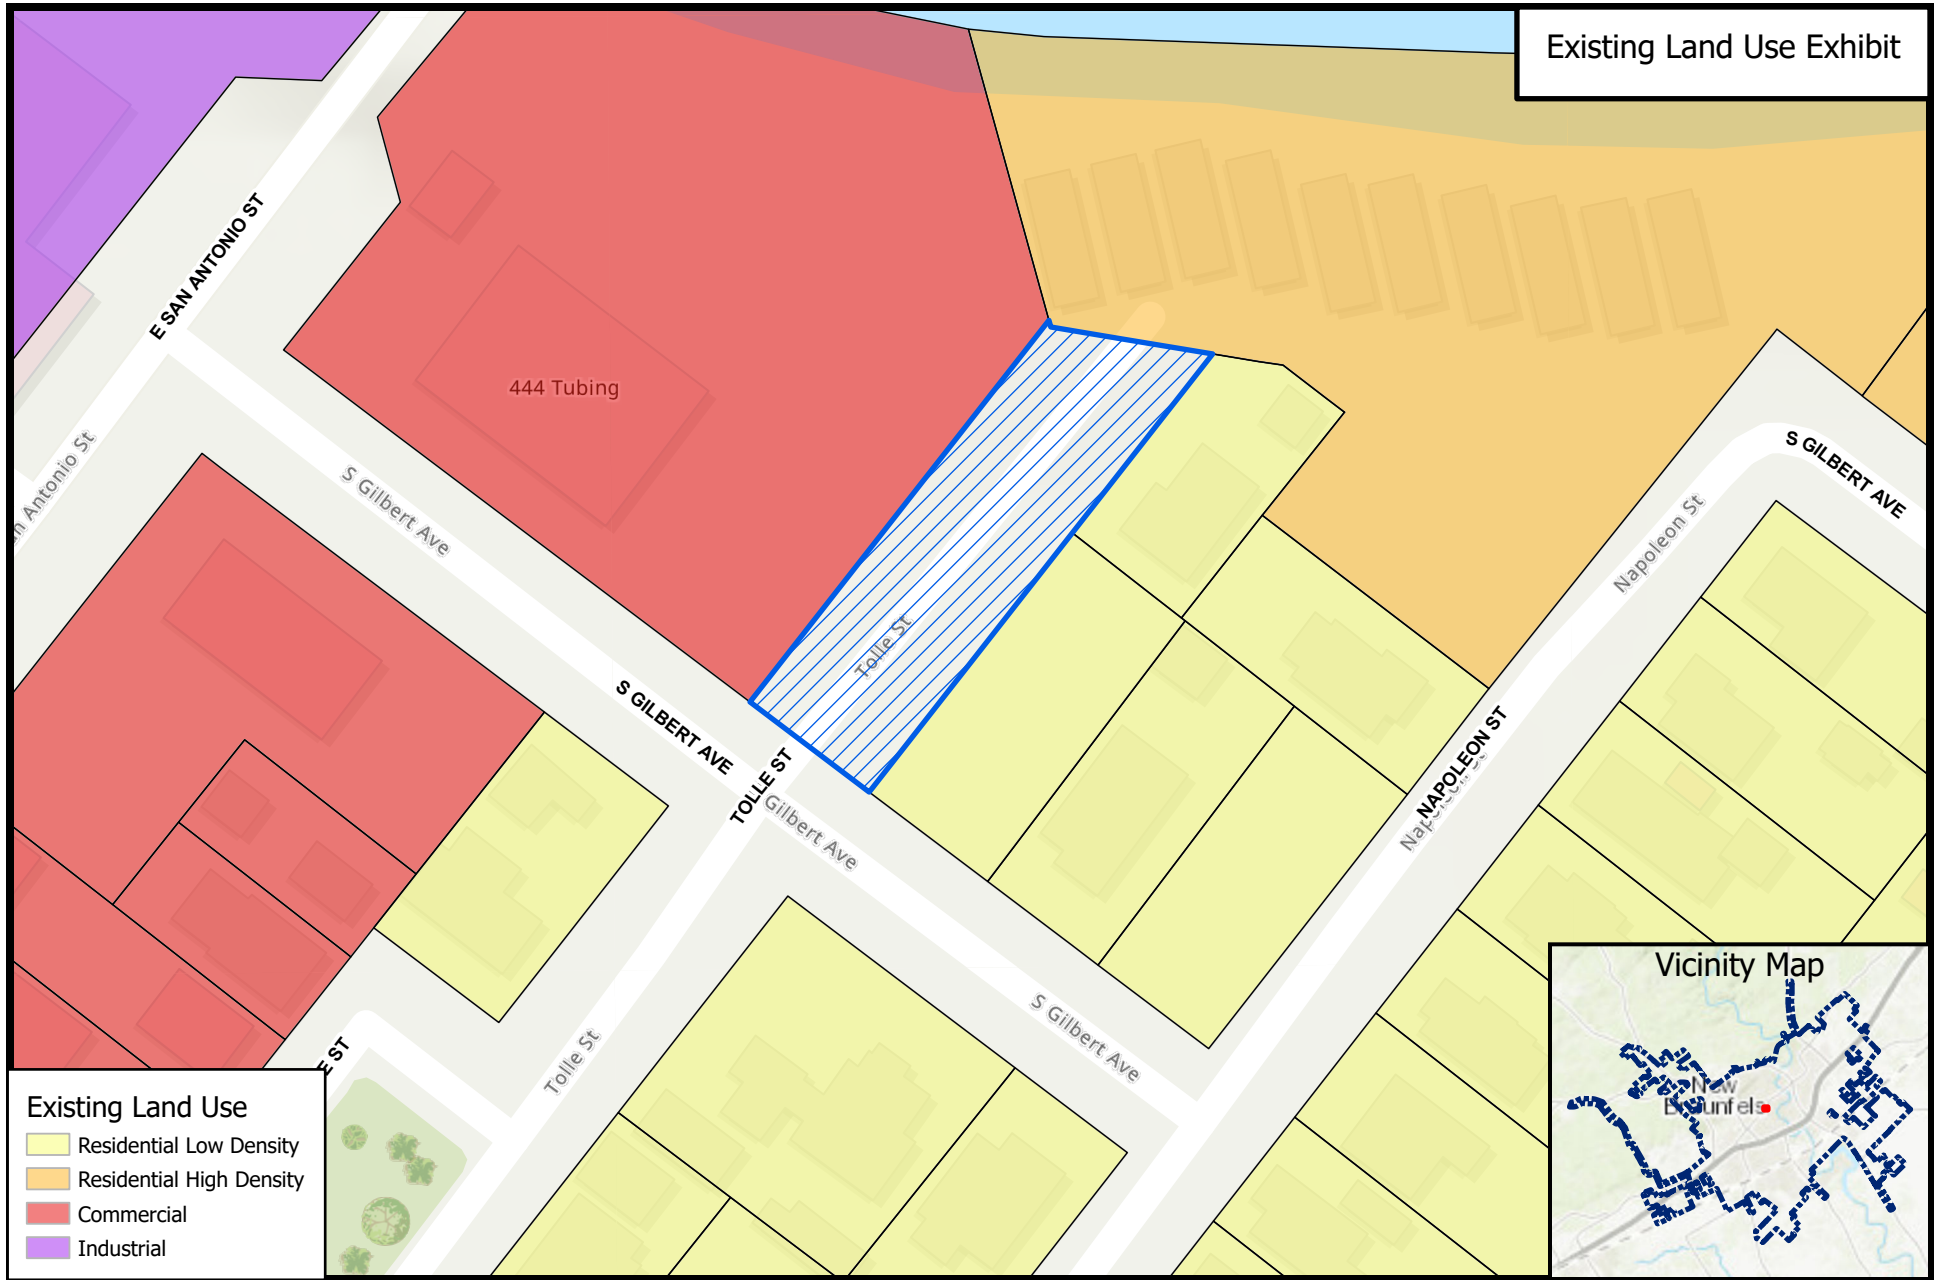 Existing Land Use Exhibit
E SAN ANTONIO ST
an Antonio St
444 Tubing
S Gilbert Ave
S GILBERT AVE
Napoleon St
Tolle St
S GILBERT AVE
TOLLE ST
Gilbert Ave
NAPOLEON ST
S Gilbert Ave
Tolle St
E ST
Vicinity Map
New
Braunfels
Existing Land Use
Residential Low Density
Residential High Density
Commercial
Industrial